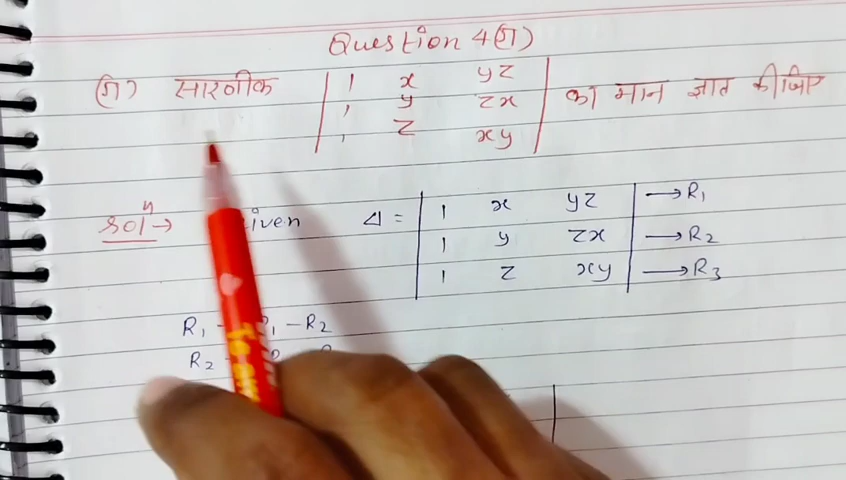 Question 4(ग)
(ग) सारणीक | 1 x yz | का मान ज्ञात कीजिए
| 1 y zx |
| 1 z xy |
Solⁿ → Given Δ = | 1 x yz | → R₁
| 1 y zx | → R₂
| 1 z xy | → R₃
R₁ – R₂
R₂